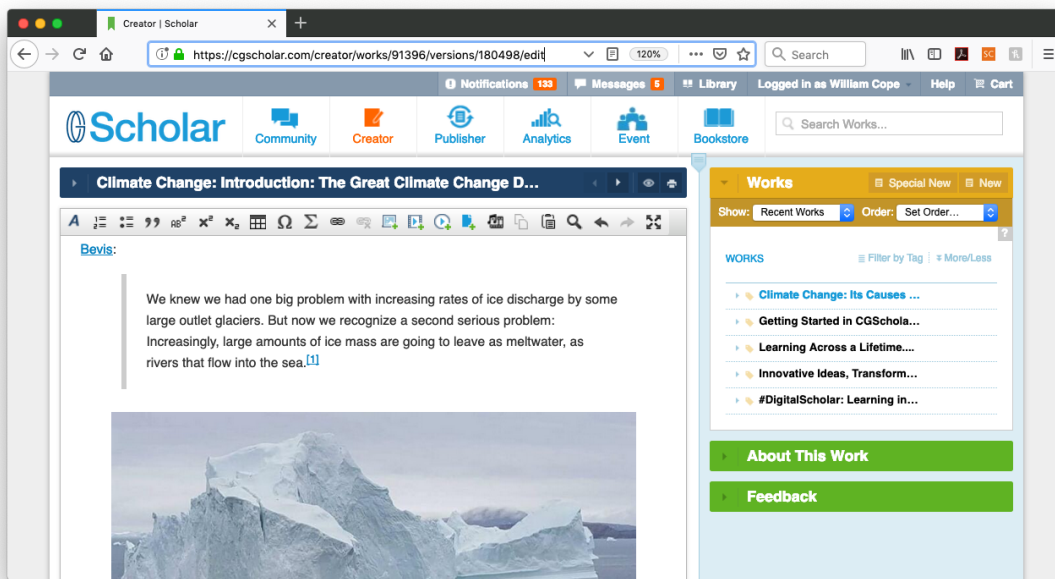 Creator | Scholar
https://cgscholar.com/creator/works/91396/versions/180498/edit
120%
Search
Notifications 133
Messages 5
Library
Logged in as William Cope
Help
Cart
CG Scholar
Community
Creator
Publisher
Analytics
Event
Bookstore
Search Works...
Climate Change: Introduction: The Great Climate Change D...
Works
Special New
New
Show: Recent Works
Order: Set Order...
?
Bevis:
We knew we had one big problem with increasing rates of ice discharge by some
large outlet glaciers. But now we recognize a second serious problem:
Increasingly, large amounts of ice mass are going to leave as meltwater, as
rivers that flow into the sea.[1]
WORKS
Filter by Tag
More/Less
Climate Change: Its Causes ...
Getting Started in CGSchola...
Learning Across a Lifetime....
Innovative Ideas, Transform...
#DigitalScholar: Learning in...
About This Work
Feedback